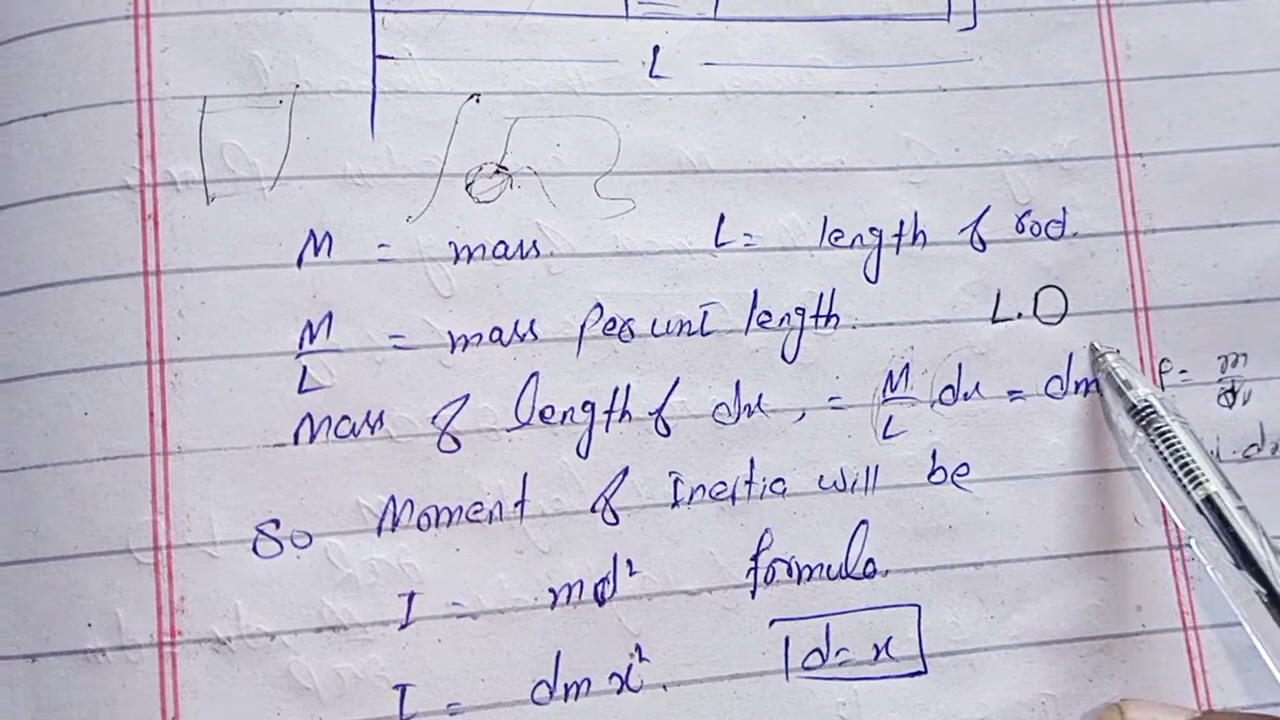 L
M = mass. L = length of rod.
M/L = mass per unit length. L.D
Mass of length of dx, = M/L dx = dm
So Moment of Inertia will be
I = md² formula.
I = dm x². d = x